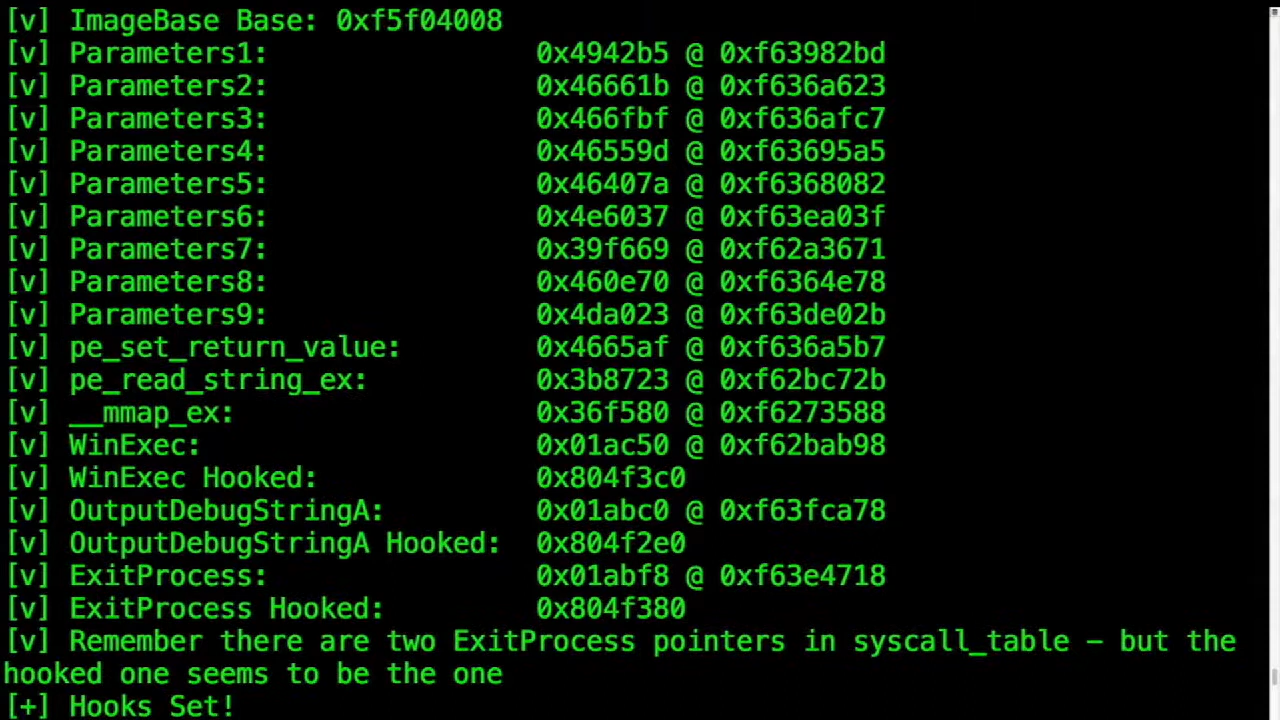 [v] ImageBase Base: 0xf5f04008
[v] Parameters1: 0x4942b5 @ 0xf63982bd
[v] Parameters2: 0x46661b @ 0xf636a623
[v] Parameters3: 0x466fbf @ 0xf636afc7
[v] Parameters4: 0x46559d @ 0xf63695a5
[v] Parameters5: 0x46407a @ 0xf6368082
[v] Parameters6: 0x4e6037 @ 0xf63ea03f
[v] Parameters7: 0x39f669 @ 0xf62a3671
[v] Parameters8: 0x460e70 @ 0xf6364e78
[v] Parameters9: 0x4da023 @ 0xf63de02b
[v] pe_set_return_value: 0x4665af @ 0xf636a5b7
[v] pe_read_string_ex: 0x3b8723 @ 0xf62bc72b
[v] __mmap_ex: 0x36f580 @ 0xf6273588
[v] WinExec: 0x01ac50 @ 0xf62bab98
[v] WinExec Hooked: 0x804f3c0
[v] OutputDebugStringA: 0x01abc0 @ 0xf63fca78
[v] OutputDebugStringA Hooked: 0x804f2e0
[v] ExitProcess: 0x01abf8 @ 0xf63e4718
[v] ExitProcess Hooked: 0x804f380
[v] Remember there are two ExitProcess pointers in syscall_table – but the
hooked one seems to be the one
[+] Hooks Set!